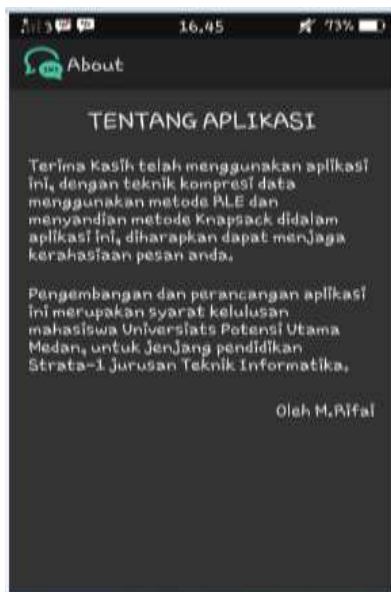 16.45
73%
About
TENTANG APLIKASI
Terima Kasih telah menggunakan aplikasi
ini, dengan teknik kompresi data
menggunakan metode RLE dan
menyandian metode Knapsack didalam
aplikasi ini, diharapkan dapat menjaga
kerahasiaan pesan anda.
Pengembangan dan perancangan aplikasi
ini merupakan syarat kelulusan
mahasiswa Universiats Potensi Utama
Medan, untuk jenjang pendidikan
Strata-1 jurusan Teknik Informatika.
Oleh M.Rifai